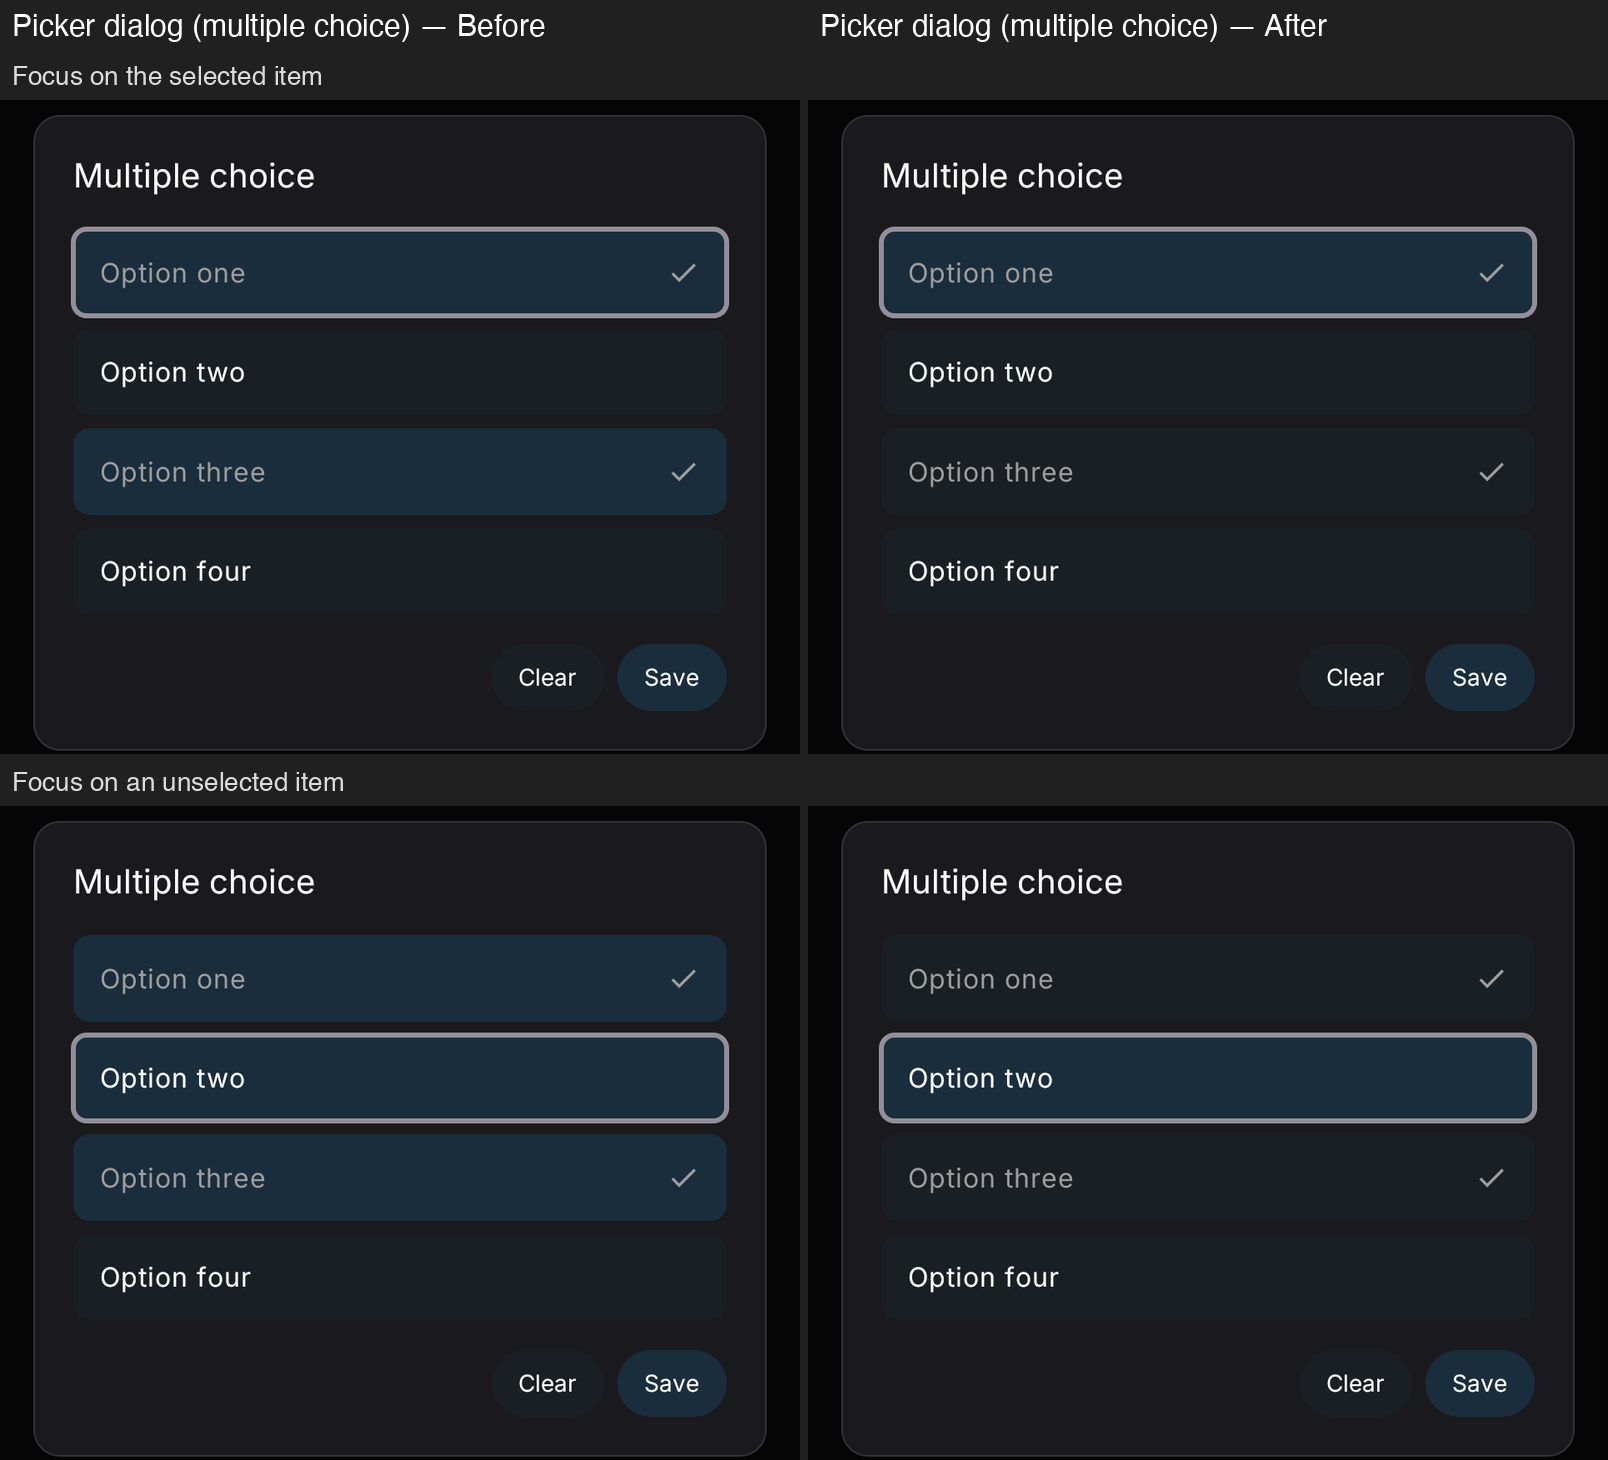 Picker dialog (multiple choice) — Before
Picker dialog (multiple choice) — After
Focus on the selected item
Multiple choice
Option one
Option two
Option three
Option four
Clear
Save
Multiple choice
Option one
Option two
Option three
Option four
Clear
Save
Focus on an unselected item
Multiple choice
Option one
Option two
Option three
Option four
Clear
Save
Multiple choice
Option one
Option two
Option three
Option four
Clear
Save